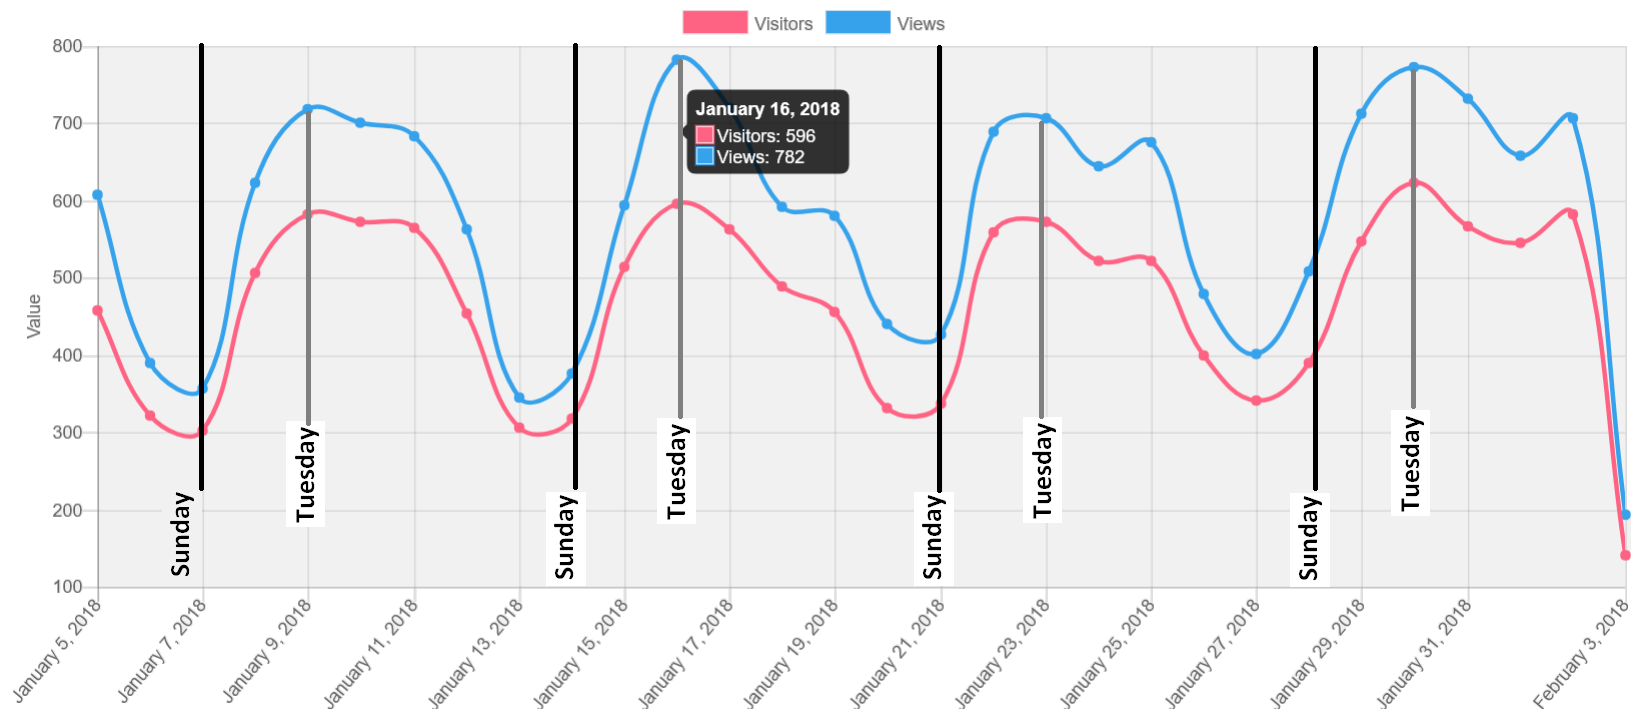 Visitors Views
800
700
600
500
400
300
200
100
Value
January 16, 2018
Visitors: 596
Views: 782
Sunday
Tuesday
Sunday
Tuesday
Sunday
Tuesday
Sunday
Tuesday
January 5, 2018
January 7, 2018
January 9, 2018
January 11, 2018
January 13, 2018
January 15, 2018
January 17, 2018
January 19, 2018
January 21, 2018
January 23, 2018
January 25, 2018
January 27, 2018
January 29, 2018
January 31, 2018
February 3, 2018